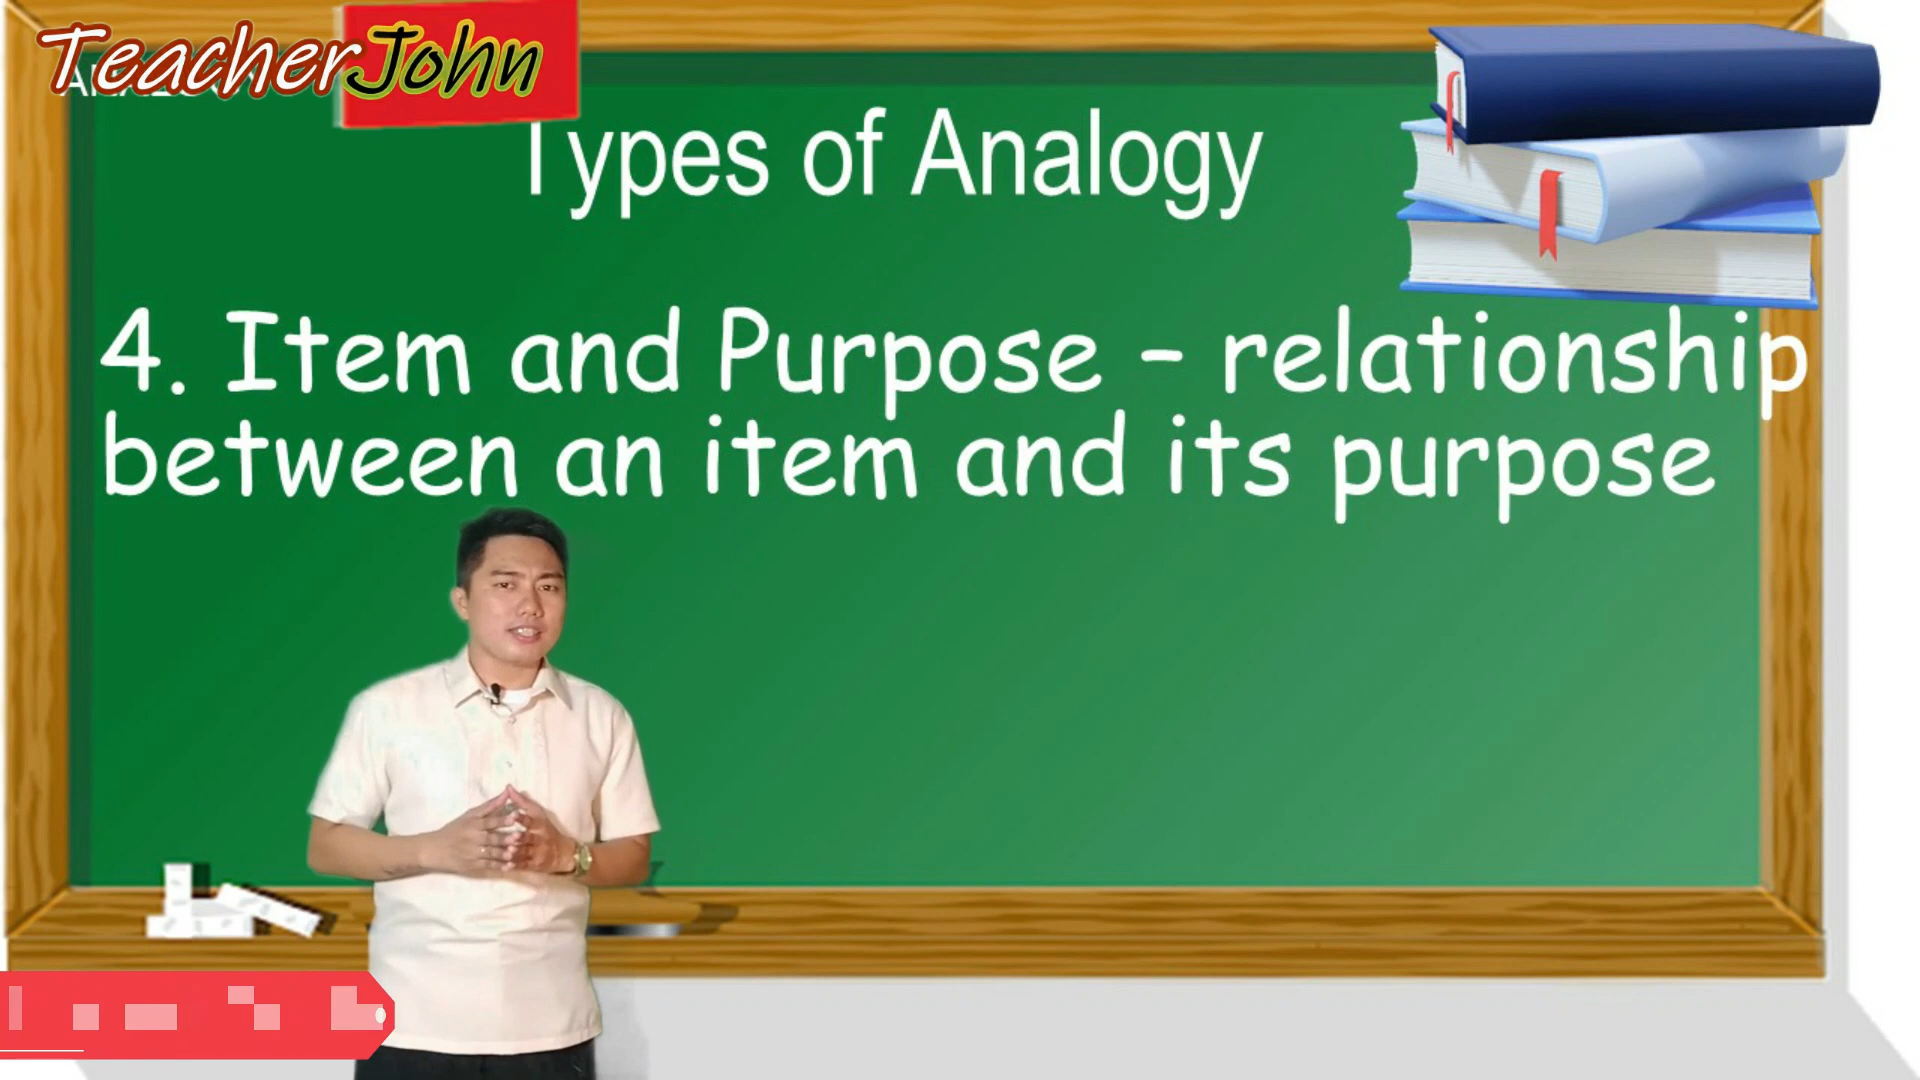 TeacherJohn
Types of Analogy
4. Item and Purpose – relationship
between an item and its purpose